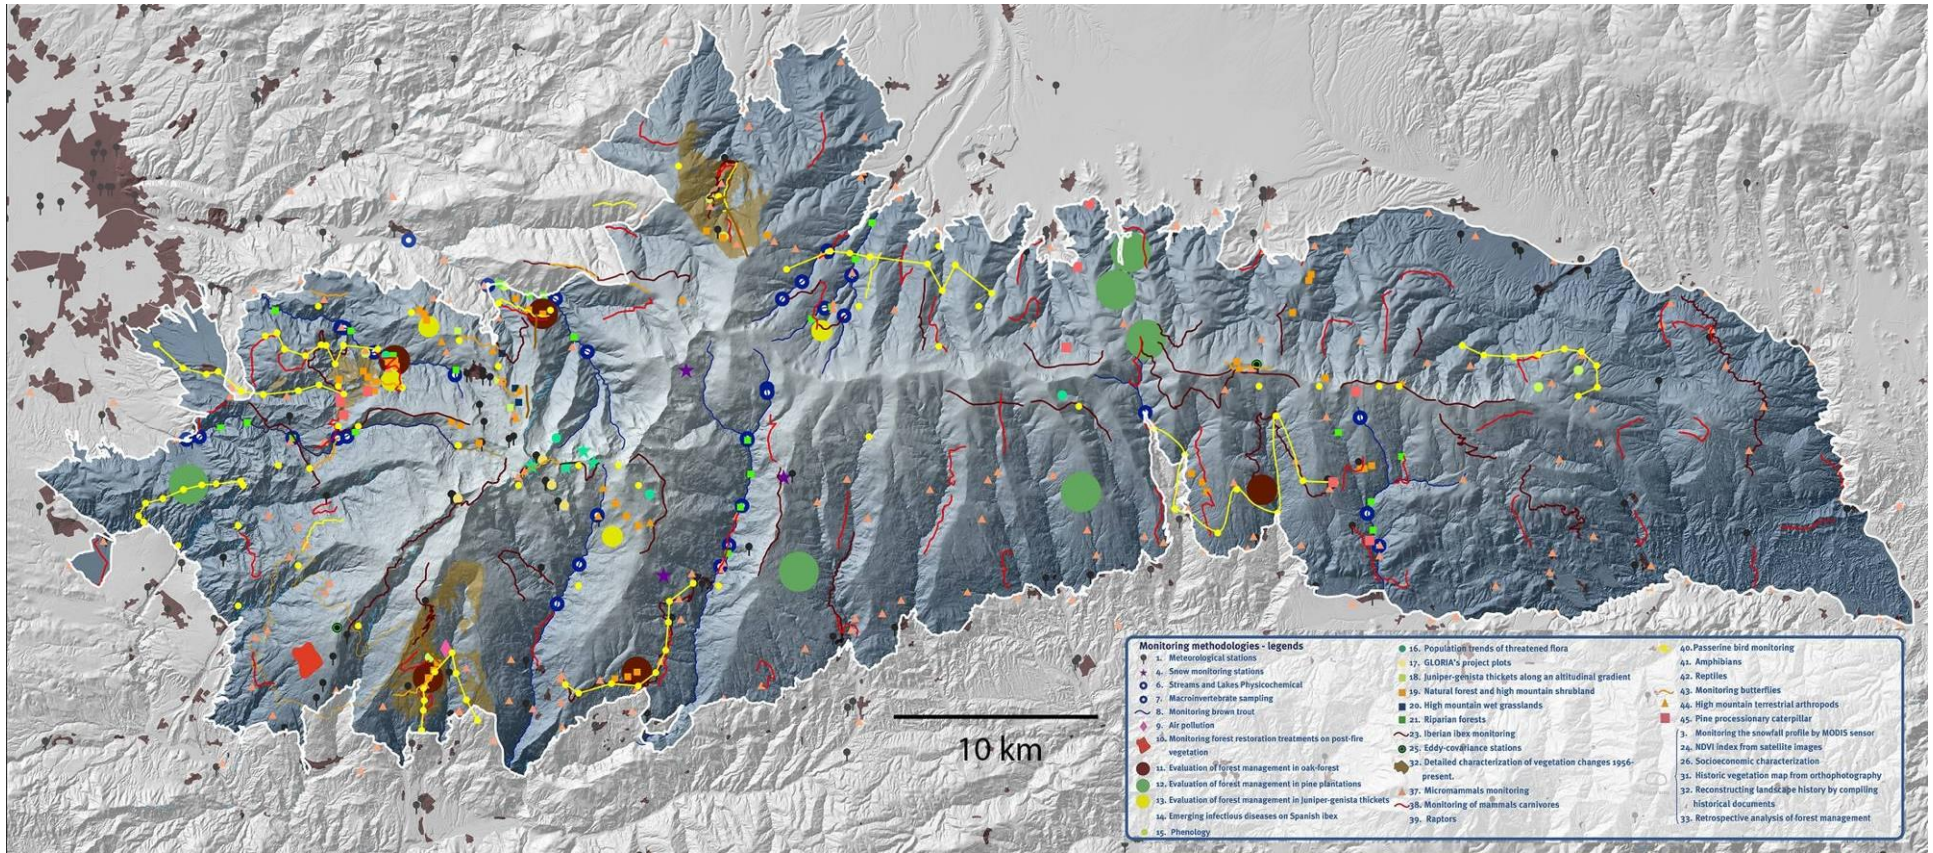 10 km
Monitoring methodologies - legends
1. Meteorological stations
4. Snow monitoring stations
6. Streams and Lakes Physicochemical
7. Macroinvertebrate sampling
8. Monitoring brown trout
9. Air pollution
10. Monitoring forest restoration treatments on post-fire
vegetation
11. Evaluation of forest management in oak-forest
12. Evaluation of forest management in pine plantations
13. Evaluation of forest management in Juniper-genista thickets
14. Emerging infectious diseases on Spanish ibex
15. Phenology
16. Population trends of threatened flora
17. GLORIA's project plots
18. Juniper-genista thickets along an altitudinal gradient
19. Natural forest and high mountain shrubland
20. High mountain wet grasslands
21. Riparian forests
23. Iberian ibex monitoring
25. Eddy-covariance stations
32. Detailed characterization of vegetation changes 1956-
present.
37. Micromammals monitoring
38. Monitoring of mammals carnivores
39. Raptors
40. Passerine bird monitoring
41. Amphibians
42. Reptiles
43. Monitoring butterflies
44. High mountain terrestrial arthropods
45. Pine processionary caterpillar
3. Monitoring the snowfall profile by MODIS sensor
24. NDVI index from satellite images
26. Socioeconomic characterization
31. Historic vegetation map from orthophotography
32. Reconstructing landscape history by compiling
historical documents
33. Retrospective analysis of forest management